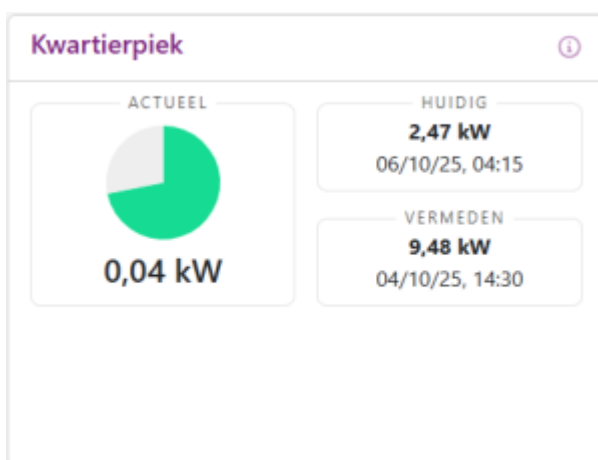 Kwartierpiek
ACTUEEL
0,04 kW
HUIDIG
2,47 kW
06/10/25, 04:15
VERMEDEN
9,48 kW
04/10/25, 14:30